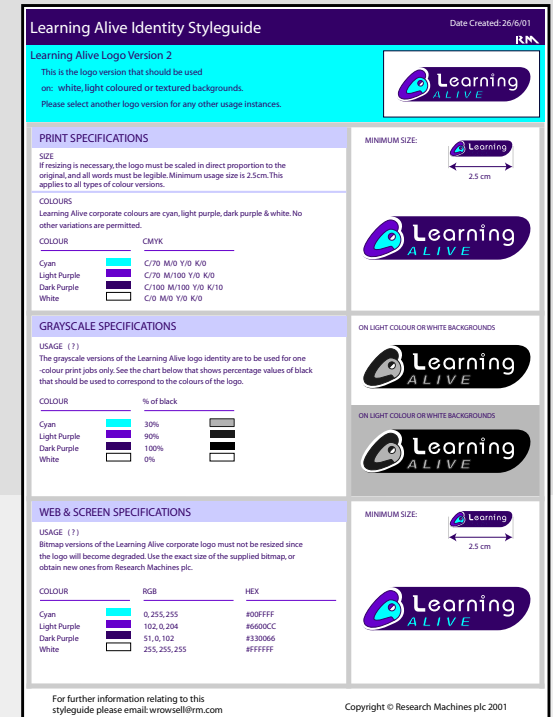 Learning Alive Identity Styleguide
Date Created: 26/6/01
RM
Learning Alive Logo Version 2
This is the logo version that should be used
on: white, light coloured or textured backgrounds.
Please select another logo version for any other usage instances.
Learning
ALIVE
PRINT SPECIFICATIONS
SIZE
If resizing is necessary, the logo must be scaled in direct proportion to the
original, and all words must be legible. Minimum usage size is 2.5cm. This
applies to all types of colour versions.
COLOURS
Learning Alive corporate colours are cyan, light purple, dark purple & white. No
other variations are permitted.
COLOUR CMYK
Cyan C/70 M/0 Y/0 K/0
Light Purple C/70 M/100 Y/0 K/0
Dark Purple C/100 M/100 Y/0 K/10
White C/0 M/0 Y/0 K/0
MINIMUM SIZE:
Learning
2.5 cm
Learning
ALIVE
GRAYSCALE SPECIFICATIONS
USAGE ( ? )
The grayscale versions of the Learning Alive logo identity are to be used for one
-colour print jobs only. See the chart below that shows percentage values of black
that should be used to correspond to the colours of the logo.
COLOUR % of black
Cyan 30%
Light Purple 90%
Dark Purple 100%
White 0%
ON LIGHT COLOUR OR WHITE BACKGROUNDS
Learning
ALIVE
ON LIGHT COLOUR OR WHITE BACKGROUNDS
Learning
ALIVE
WEB & SCREEN SPECIFICATIONS
USAGE ( ? )
Bitmap versions of the Learning Alive corporate logo must not be resized since
the logo will become degraded. Use the exact size of the supplied bitmap, or
obtain new ones from Research Machines plc.
COLOUR RGB HEX
Cyan 0, 255, 255 #00FFFF
Light Purple 102, 0, 204 #6600CC
Dark Purple 51, 0, 102 #330066
White 255, 255, 255 #FFFFFF
MINIMUM SIZE:
Learning
2.5 cm
Learning
ALIVE
For further information relating to this
styleguide please email: wrowsell@rm.com
Copyright © Research Machines plc 2001